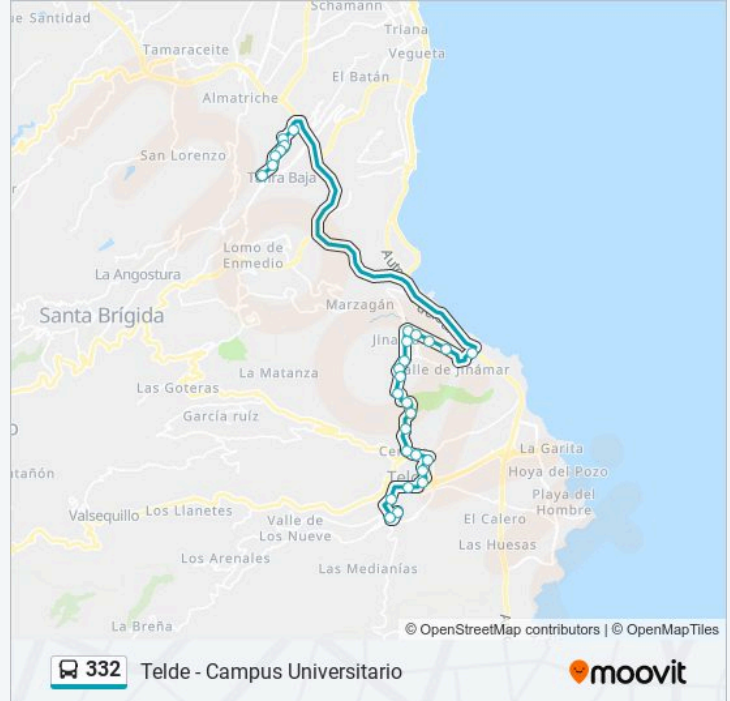 Schamann
ue Santidad
Triana
Tamaraceite
Vegueta
El Batán
Almatriche
San Lorenzo
Tafira Baja
Lomo de
Enmedio
La Angostura
Marzagán
Santa Brígida
Valle de Jinámar
La Matanza
Las Goteras
García ruíz
La Garita
Telde
Hoya del Pozo
Playa del
Hombre
Valsequillo
Los Llanetes
Valle de
Los Nueve
El Calero
Las Huesas
Los Arenales
Las Medianías
La Breña
© OpenStreetMap contributors | © OpenMapTiles
332 Telde - Campus Universitario
moovit